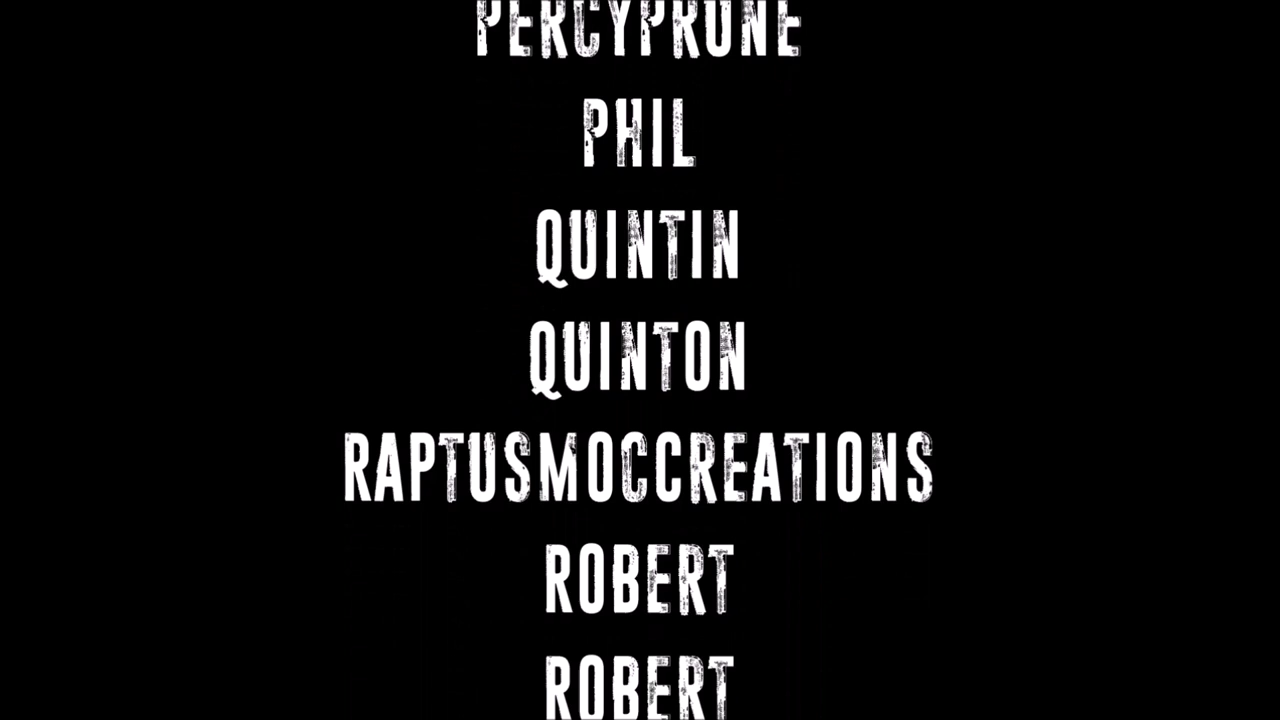 PERCYPRUNE
PHIL
QUINTIN
QUINTON
RAPTUSMOCCREATIONS
ROBERT
ROBERT